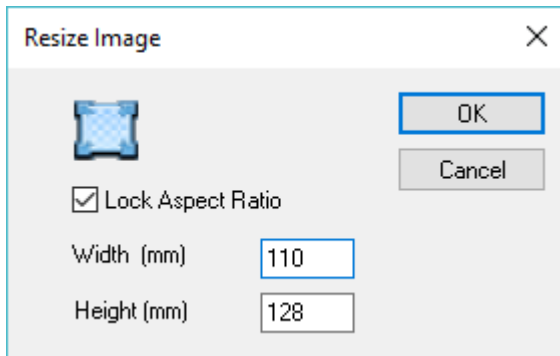 Resize Image
OK
Cancel
Lock Aspect Ratio
Width (mm)
110
Height (mm)
128